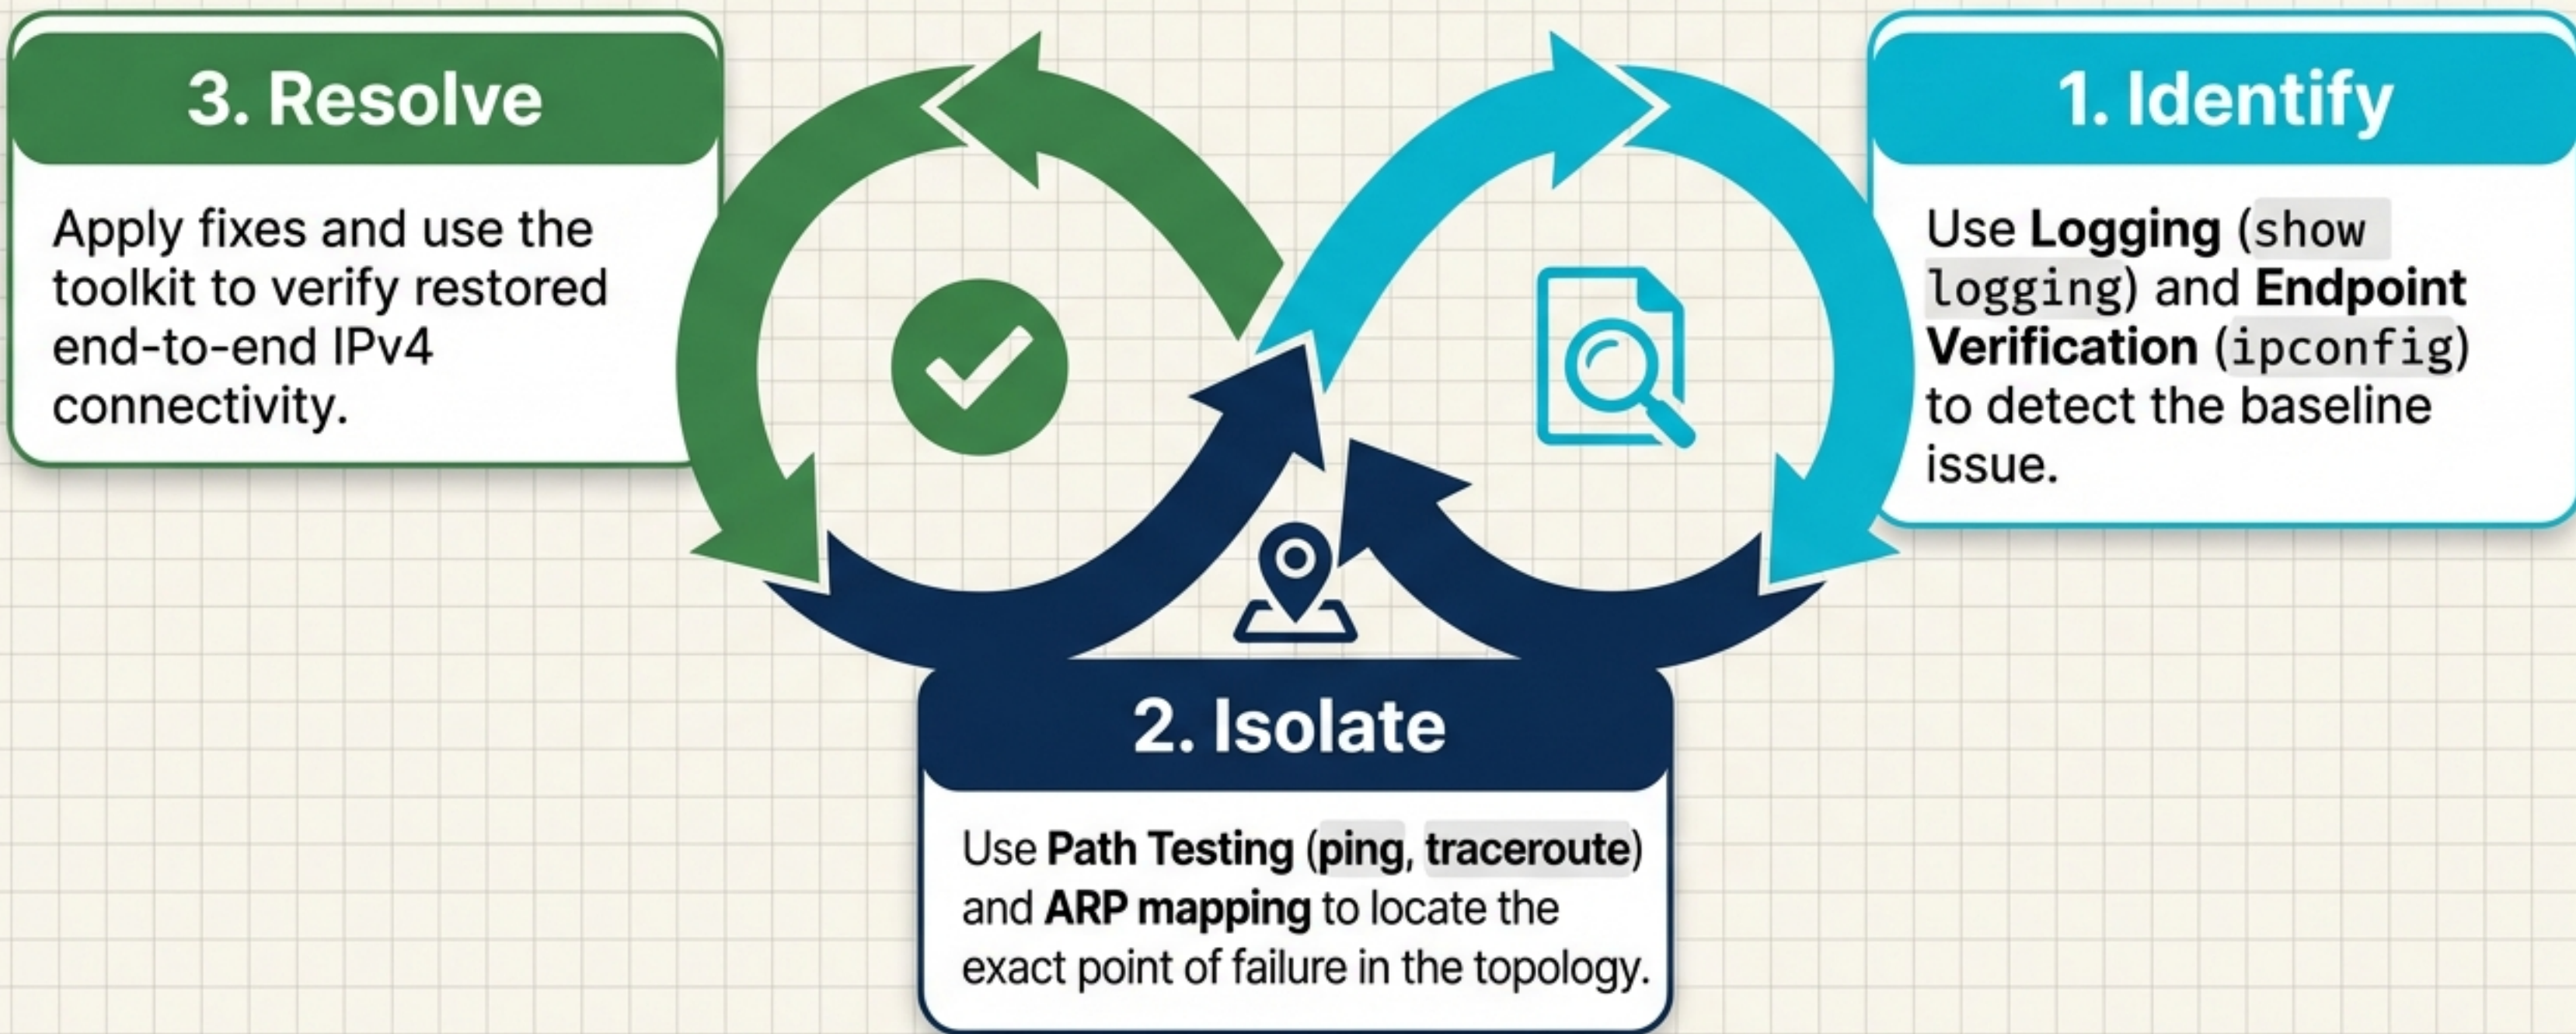 3. Resolve
Apply fixes and use the
toolkit to verify restored
end-to-end IPv4
connectivity.
1. Identify
Use Logging (show
logging) and Endpoint
Verification (ipconfig)
to detect the baseline
issue.
2. Isolate
Use Path Testing (ping, traceroute)
and ARP mapping to locate the
exact point of failure in the topology.